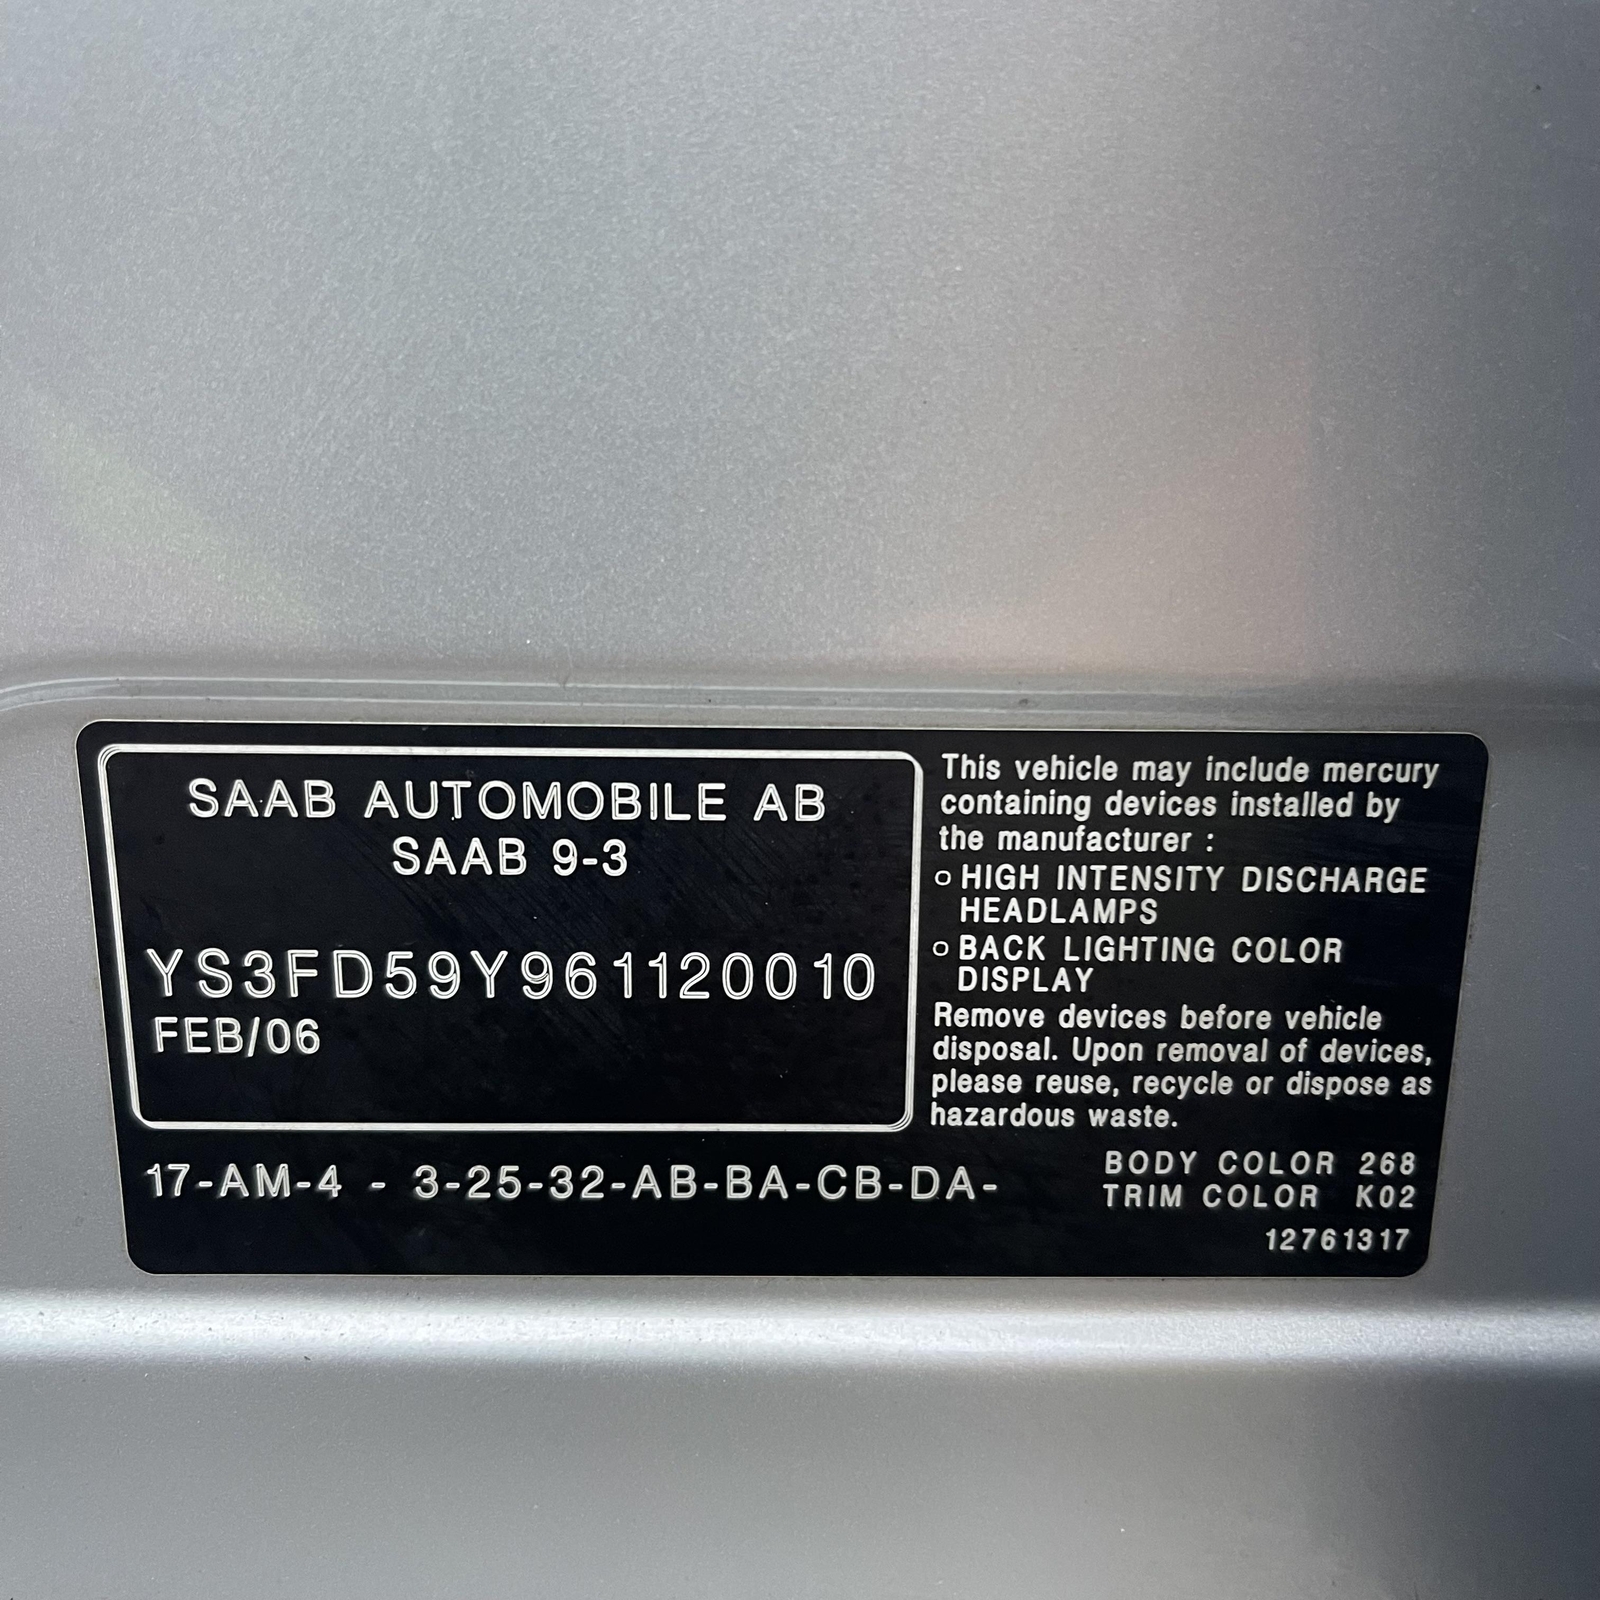 SAAB AUTOMOBILE AB
SAAB 9-3
YS3FD59Y961120010
FEB/06
This vehicle may include mercury
containing devices installed by
the manufacturer :
o HIGH INTENSITY DISCHARGE
HEADLAMPS
o BACK LIGHTING COLOR
DISPLAY
Remove devices before vehicle
disposal. Upon removal of devices,
please reuse, recycle or dispose as
hazardous waste.
17-AM-4 - 3-25-32-AB-BA-CB-DA-
BODY COLOR 268
TRIM COLOR K02
12761317